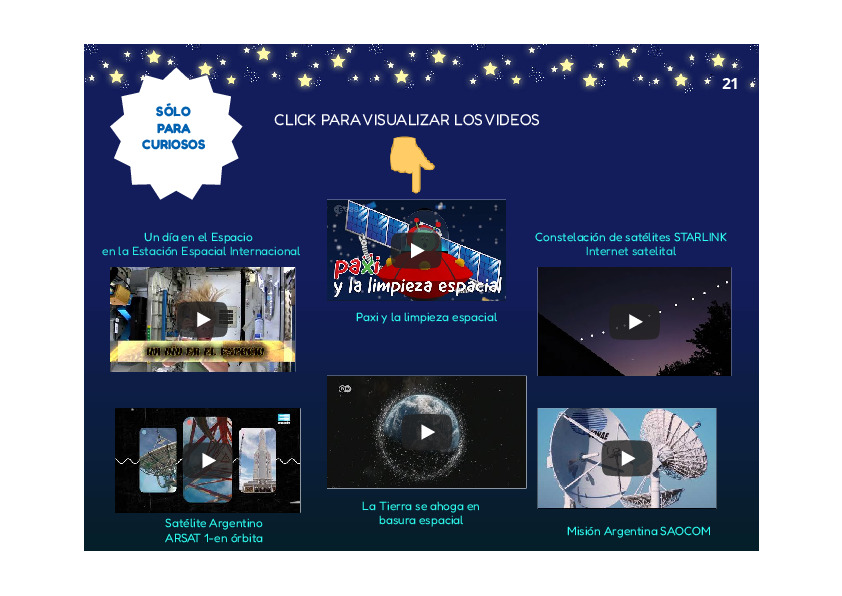 21
SÓLO
PARA
CURIOSOS
CLICK PARA VISUALIZAR LOS VIDEOS
Un día en el Espacio
en la Estación Espacial Internacional
UN DÍA EN EL ESPACIO
paxi
y la limpieza espacial
Paxi y la limpieza espacial
Constelación de satélites STARLINK
Internet satelital
Satélite Argentino
ARSAT 1-en órbita
La Tierra se ahoga en
basura espacial
Misión Argentina SAOCOM